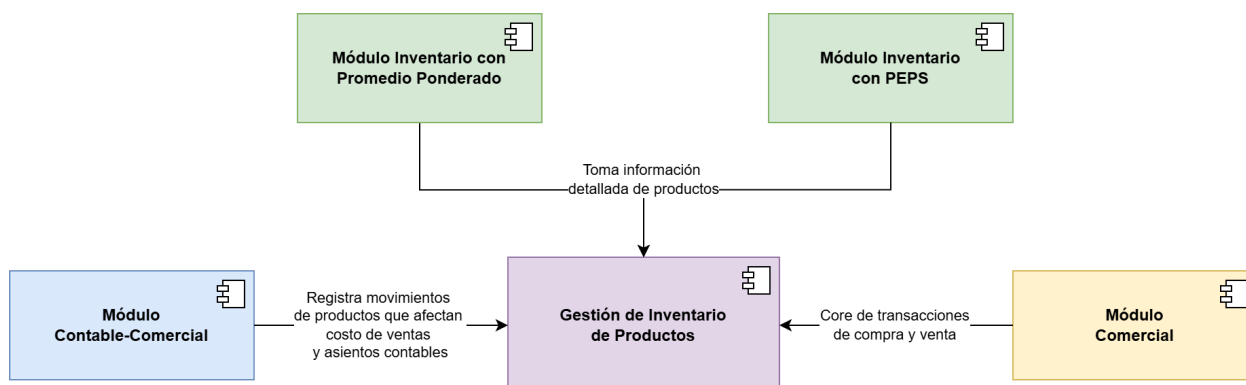 Módulo Inventario con
Promedio Ponderado
Módulo Inventario
con PEPS
Toma información
detallada de productos
Módulo
Contable-Comercial
Registra movimientos
de productos que afectan
costo de ventas
y asientos contables
Gestión de Inventario
de Productos
Core de transacciones
de compra y venta
Módulo
Comercial